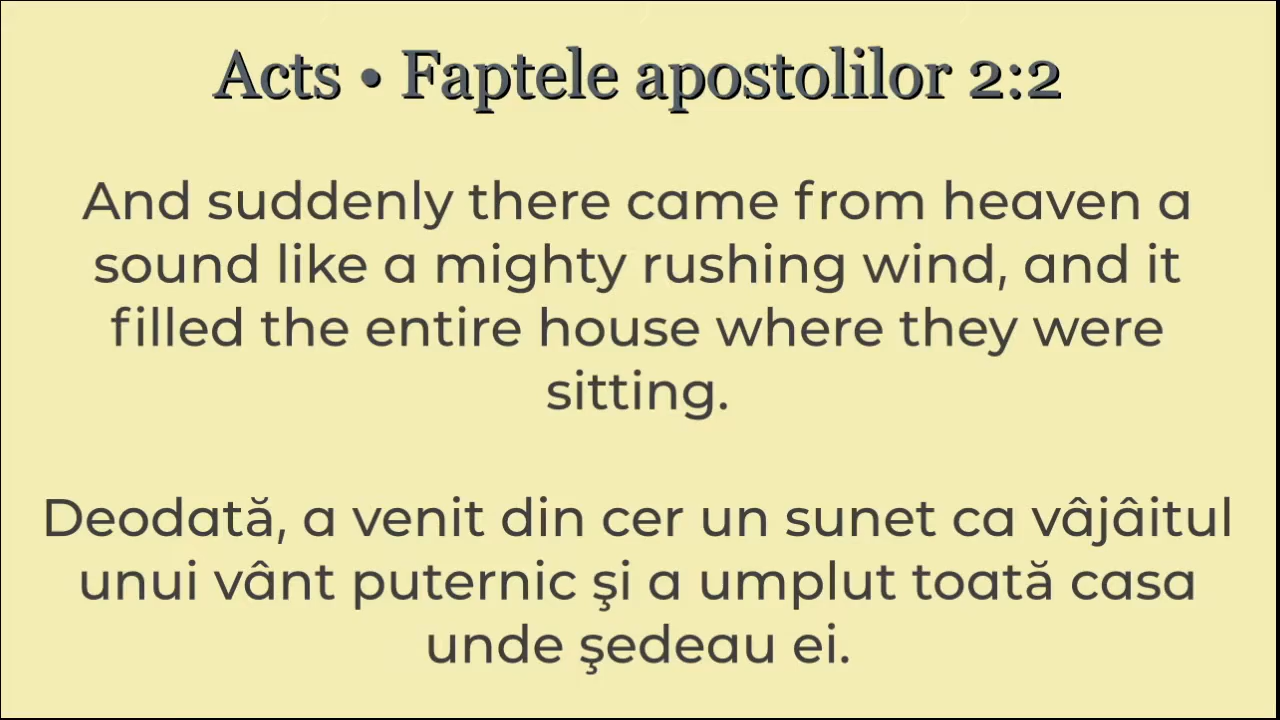 Acts • Faptele apostolilor 2:2
And suddenly there came from heaven a
sound like a mighty rushing wind, and it
filled the entire house where they were
sitting.
Deodată, a venit din cer un sunet ca vâjâitul
unui vânt puternic şi a umplut toată casa
unde şedeau ei.